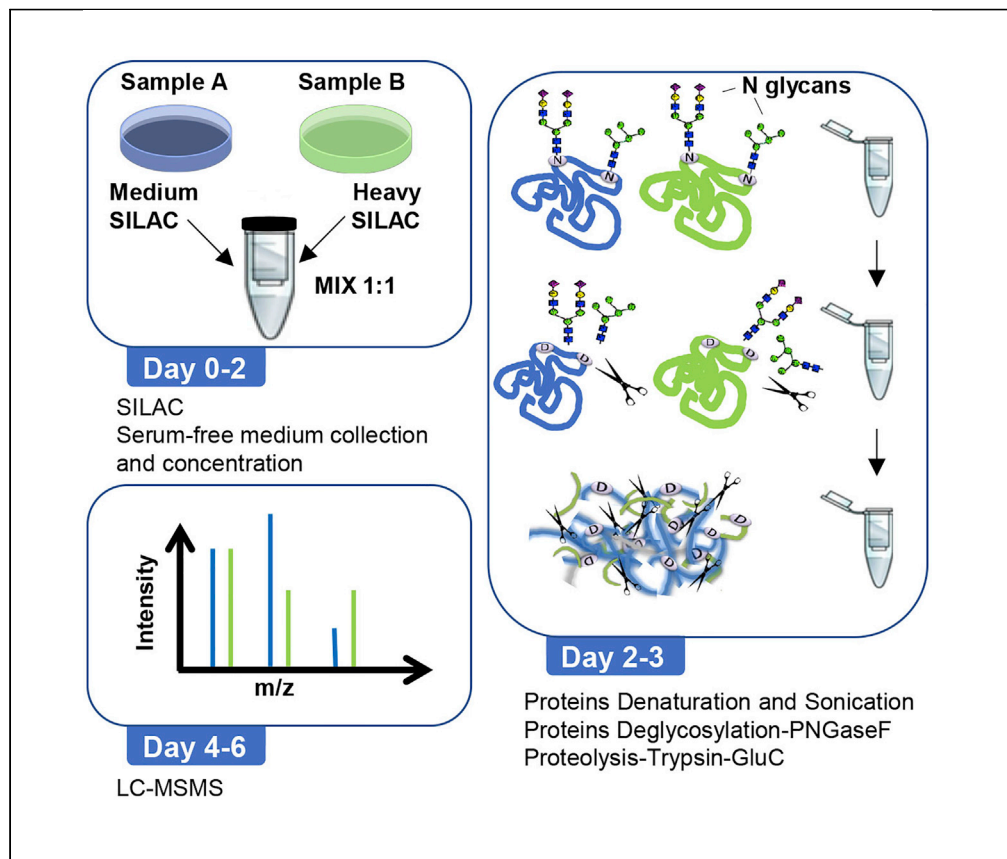 Sample A
Sample B
Medium
SILAC
Heavy
SILAC
MIX 1:1
Day 0-2
SILAC
Serum-free medium collection
and concentration
N glycans
N
N
N
N
D
D
D
D
D
D
D
D
D
D
D
D
Day 2-3
Proteins Denaturation and Sonication
Proteins Deglycosylation-PNGaseF
Proteolysis-Trypsin-GluC
Intensity
m/z
Day 4-6
LC-MSMS